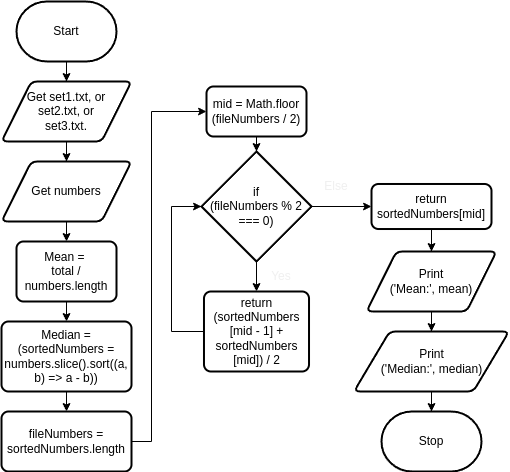 Start
Get set1.txt, or
set2.txt, or
set3.txt.
Get numbers
Mean =
total /
numbers.length
Median =
(sortedNumbers =
numbers.slice().sort((a,
b) => a - b))
fileNumbers =
sortedNumbers.length
mid = Math.floor
(fileNumbers / 2)
if
(fileNumbers % 2
=== 0)
Else
Yes
return
(sortedNumbers
[mid - 1] +
sortedNumbers
[mid]) / 2
return
sortedNumbers[mid]
Print
('Mean:', mean)
Print
('Median:', median)
Stop